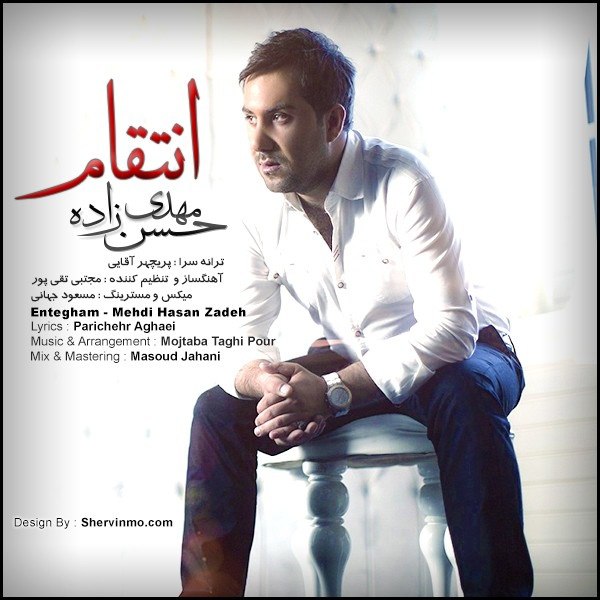 انتقام
مهدی
حسن زاده
ترانه سرا : پریچهر آقایی
آهنگساز و تنظیم کننده : مجتبی تقی پور
میکس و مسترینگ : مسعود جهانی
Entegham - Mehdi Hasan Zadeh
Lyrics : Parichehr Aghaei
Music & Arrangement : Mojtaba Taghi Pour
Mix & Mastering : Masoud Jahani
Design By : Shervinmo.com